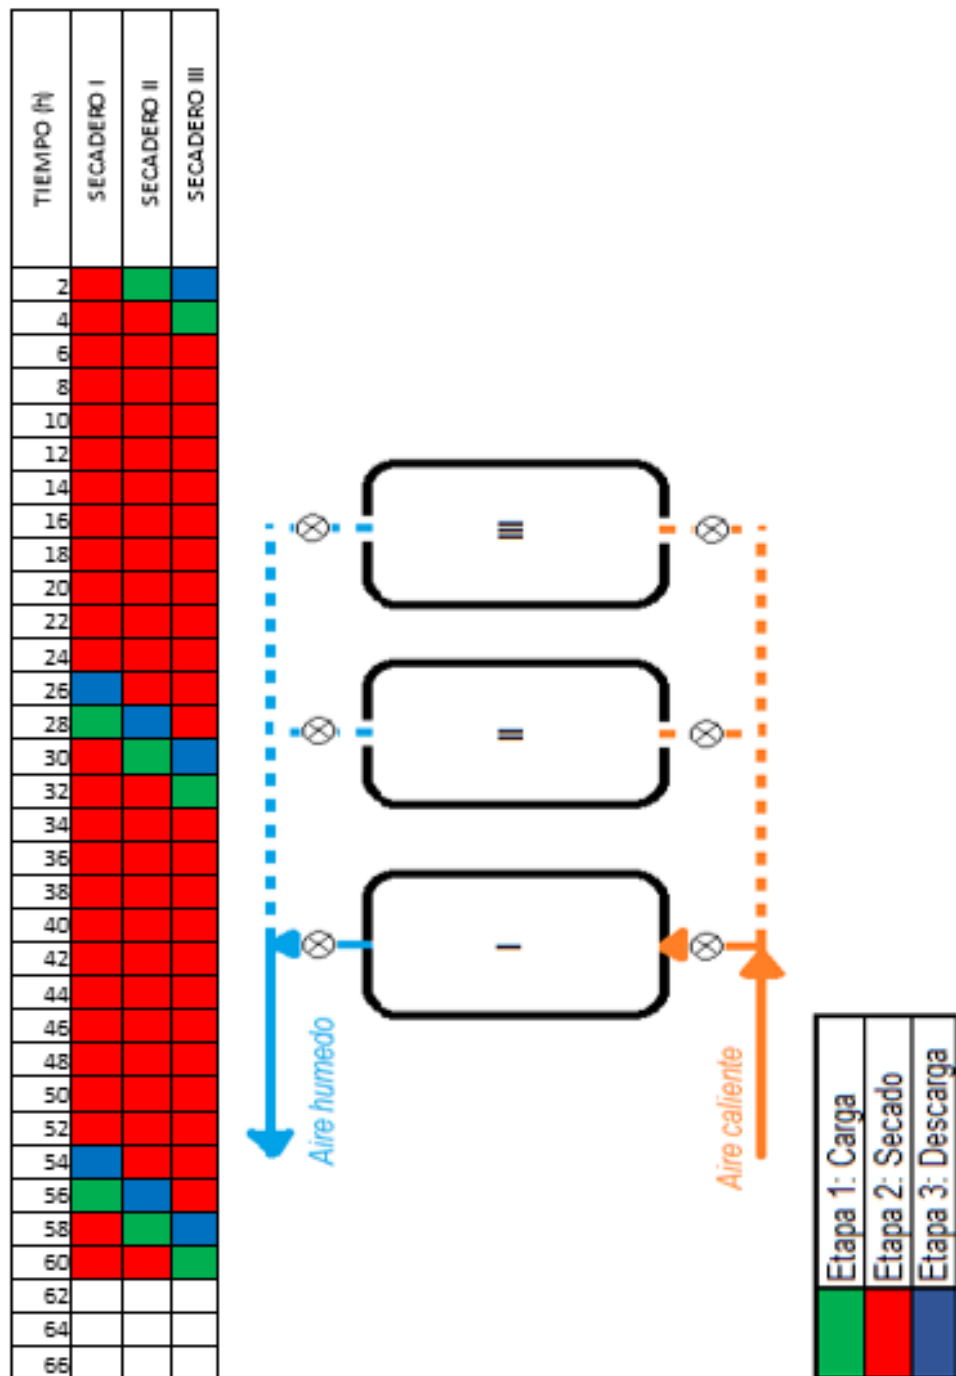 TIEMPO (h)
SECADERO I
SECADERO II
SECADERO III
2
4
6
8
10
12
14
16
18
20
22
24
26
28
30
32
34
36
38
40
42
44
46
48
50
52
54
56
58
60
62
64
66
I
II
III
Aire humedo
Aire caliente
Etapa 1: Carga
Etapa 2: Secado
Etapa 3: Descarga